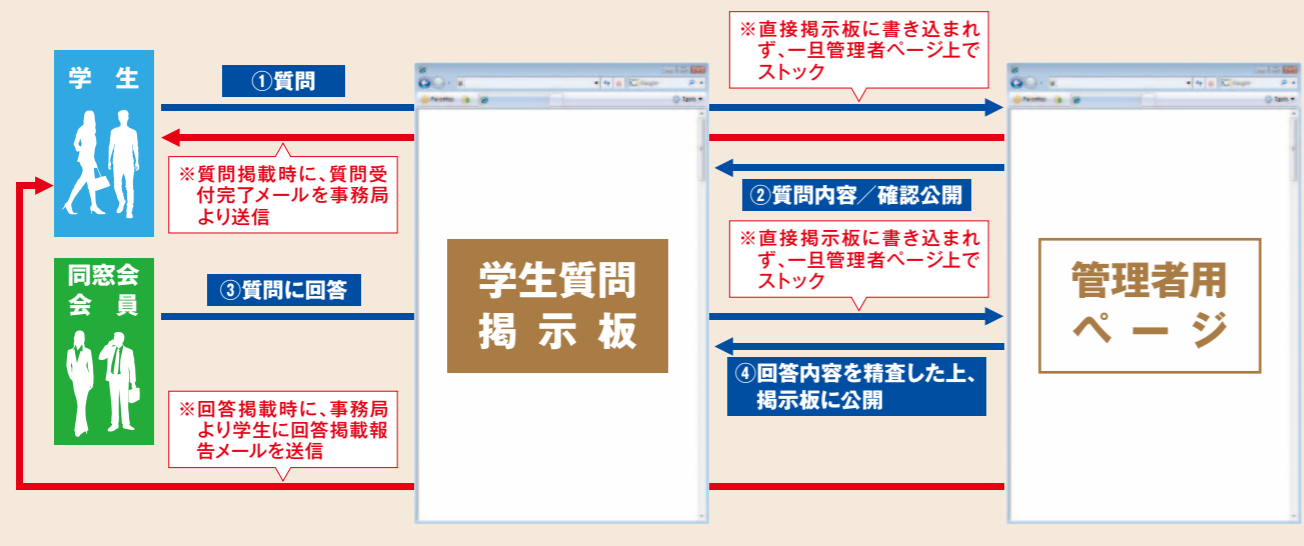 学生
①質問
※直接掲示板に書き込まれ
ず、一旦管理者ページ上で
ストック
※質問掲載時に、質問受
付完了メールを事務局
より送信
②質問内容／確認公開
同窓会
会員
③質問に回答
※直接掲示板に書き込まれ
ず、一旦管理者ページ上で
ストック
学生質問
掲示板
管理者用
ページ
④回答内容を精査した上、
掲示板に公開
※回答掲載時に、事務局
より学生に回答掲載報
告メールを送信